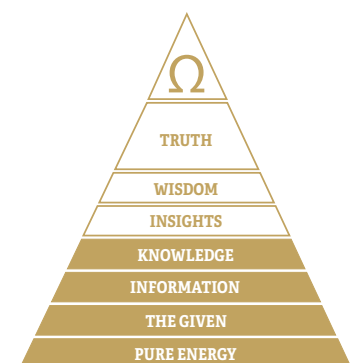 Ω
TRUTH
WISDOM
INSIGHTS
KNOWLEDGE
INFORMATION
THE GIVEN
PURE ENERGY